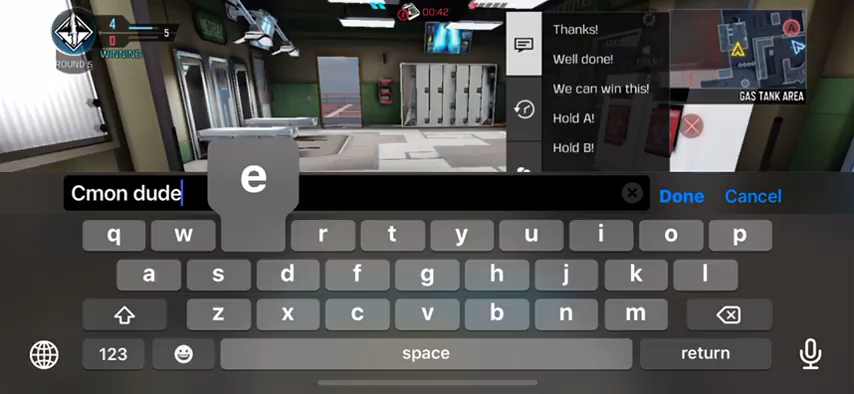 4
0
5
WINNING
ROUND 5
MEDBAY
00:42
A
GAS TANK AREA
Thanks!
Well done!
We can win this!
Hold A!
Hold B!
Cmon dude
Done
Cancel
e
q w r t y u i o p
a s d f g h j k l
z x c v b n m
123
space
return